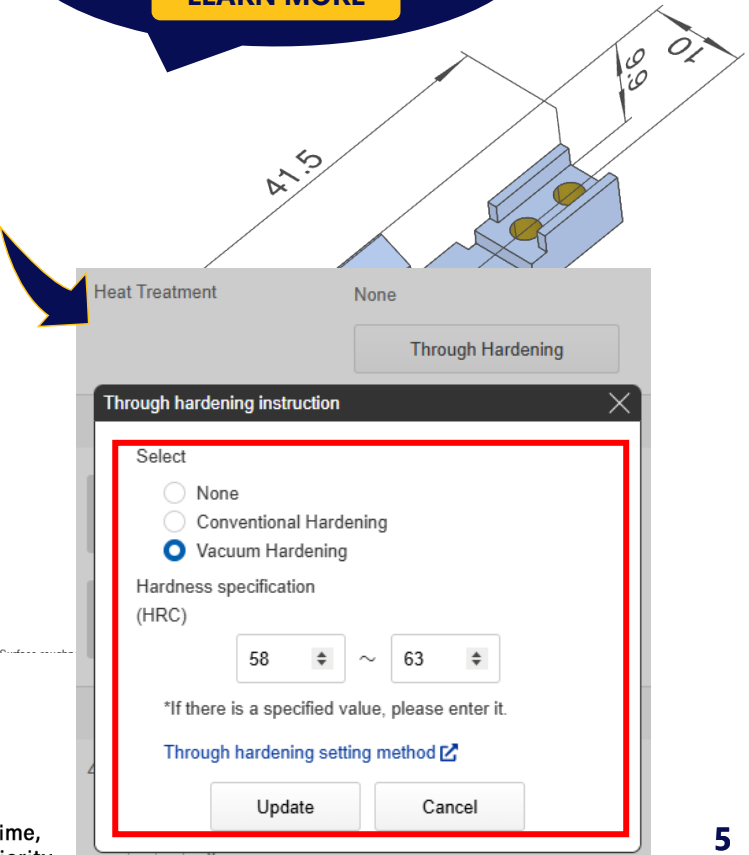 LEARN MORE
10
9.9
41.5
Heat Treatment
None
Through Hardening
Through hardening instruction
Select
None
Conventional Hardening
Vacuum Hardening
Hardness specification
(HRC)
58 ~ 63
*If there is a specified value, please enter it.
Through hardening setting method
Update Cancel
ime,
5